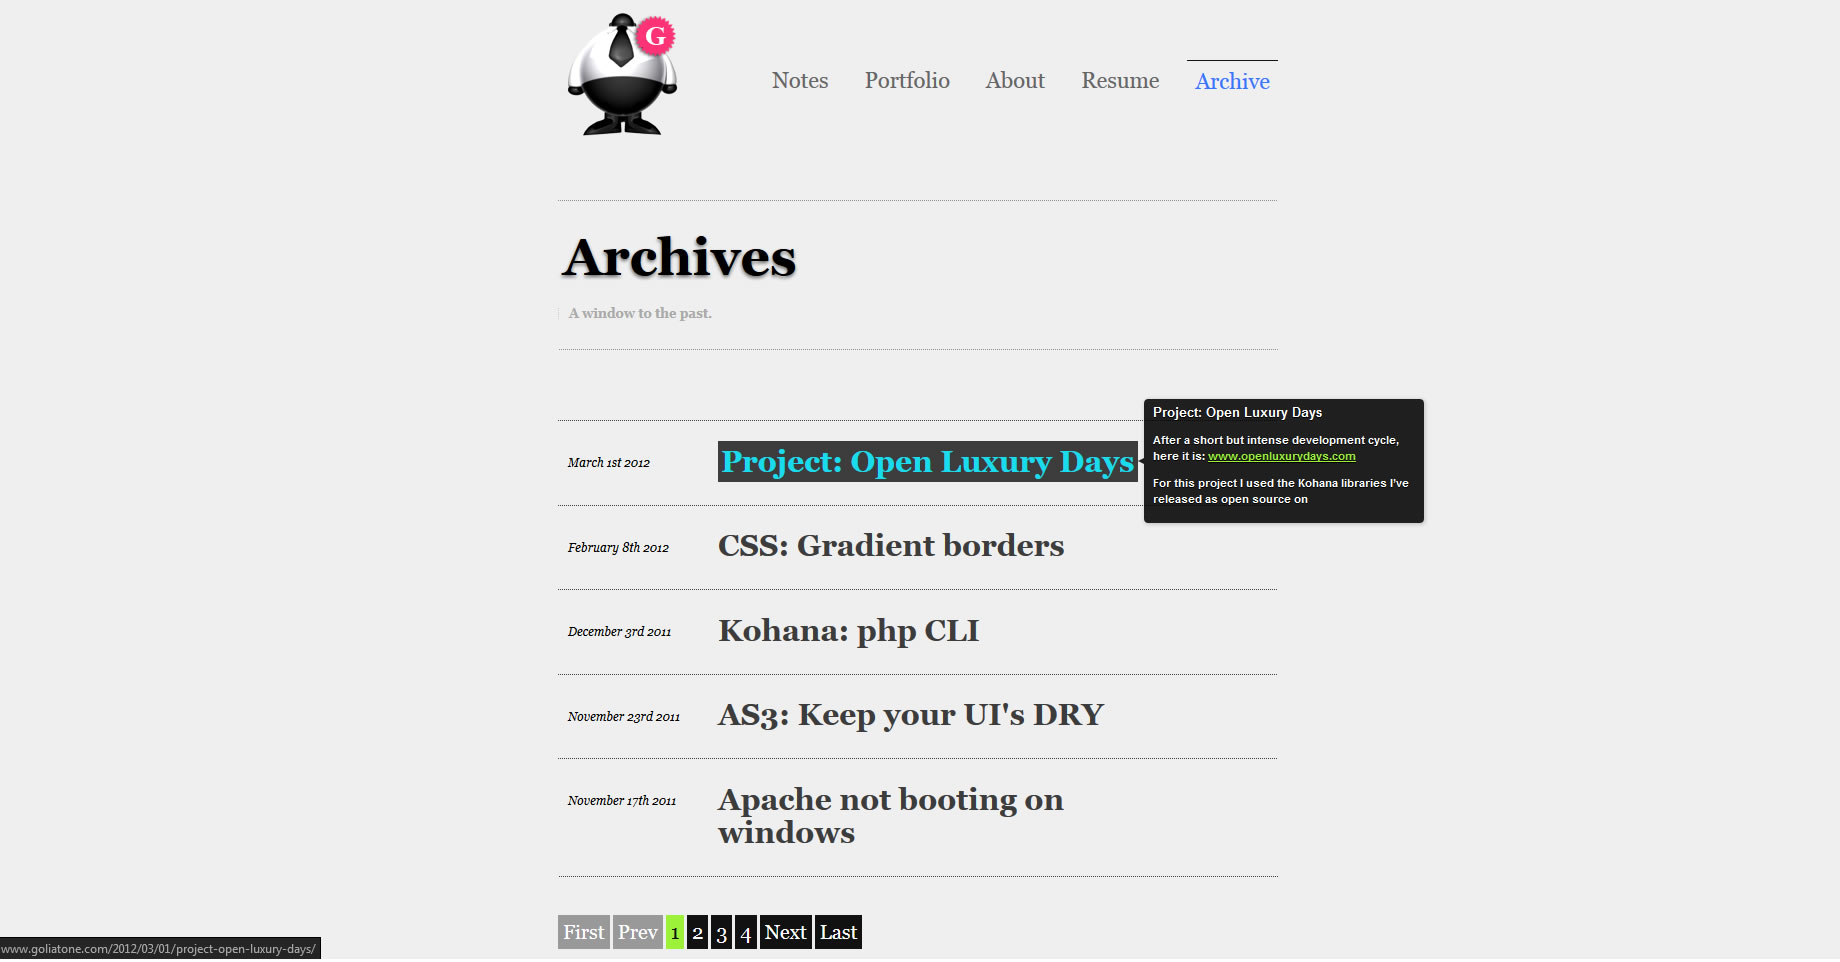 G
Notes Portfolio About Resume Archive
Archives
A window to the past.
March 1st 2012
Project: Open Luxury Days
Project: Open Luxury Days
After a short but intense development cycle,
here it is: www.openluxurydays.com
For this project I used the Kohana libraries I've
released as open source on
February 8th 2012
CSS: Gradient borders
December 3rd 2011
Kohana: php CLI
November 23rd 2011
AS3: Keep your UI's DRY
November 17th 2011
Apache not booting on
windows
First Prev 1 2 3 4 Next Last
www.goliatone.com/2012/03/01/project-open-luxury-days/